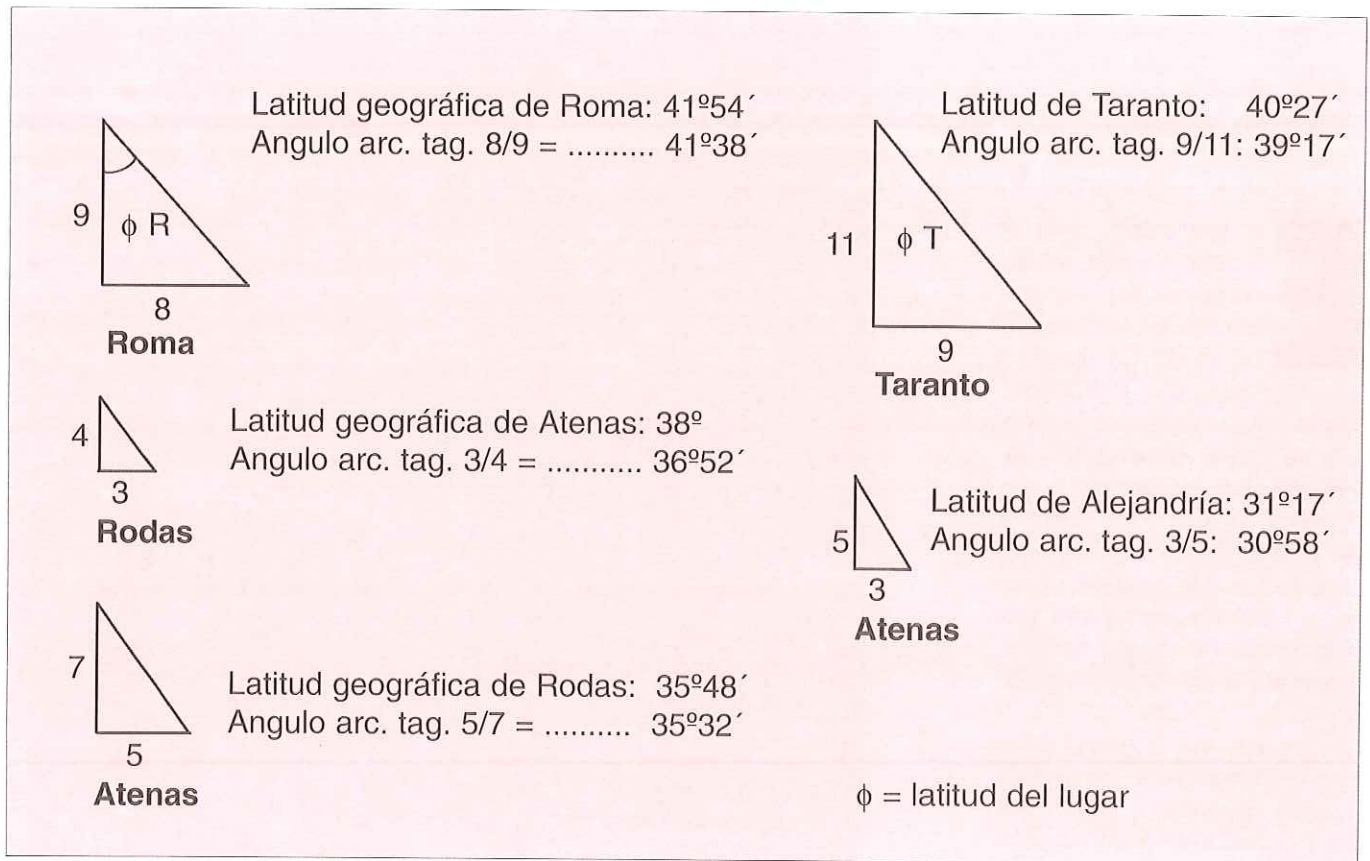 Latitud geográfica de Roma: 41º54´
Angulo arc. tag. 8/9 = .......... 41º38´
9
ϕ R
8
Roma
Latitud de Taranto: 40º27´
Angulo arc. tag. 9/11: 39º17´
11
ϕ T
9
Taranto
Latitud geográfica de Atenas: 38º
Angulo arc. tag. 3/4 = ........... 36º52´
4
3
Rodas
Latitud de Alejandría: 31º17´
Angulo arc. tag. 3/5: 30º58´
5
3
Atenas
7
Latitud geográfica de Rodas: 35º48´
Angulo arc. tag. 5/7 = .......... 35º32´
5
Atenas
ϕ = latitud del lugar